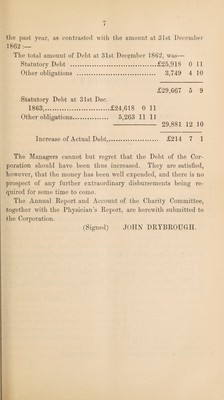 7
the past year, as contrasted with the amount at 31st December
1862 :—
The total amount of Debt at 31st December 1862, was—
Statutory Debt ................................£25,918 0 11
Other obligations ................................ 3,749 4 10
£29,667 5 9
Statutory Debt at 31st Dec.
1863,........................£24,618 0 11
Other obligations............... 5,263 11 11
29,881 12 10
Increase of Actual Debt,..................... £214 7 1
The Managers cannot but regret that the Debt of the Cor-
poration should have been thus increased. They are satisfied,
however, that the money has been well expended, and there is no
prospect of any further extraordinary disbursements being re-
quired for some time to come.
The Annual Report and Account of the Charity Committee,
together with the Physician's Report, are herewith submitted to
the Corporation.
(Signed) JOHN DRYBROUGH.